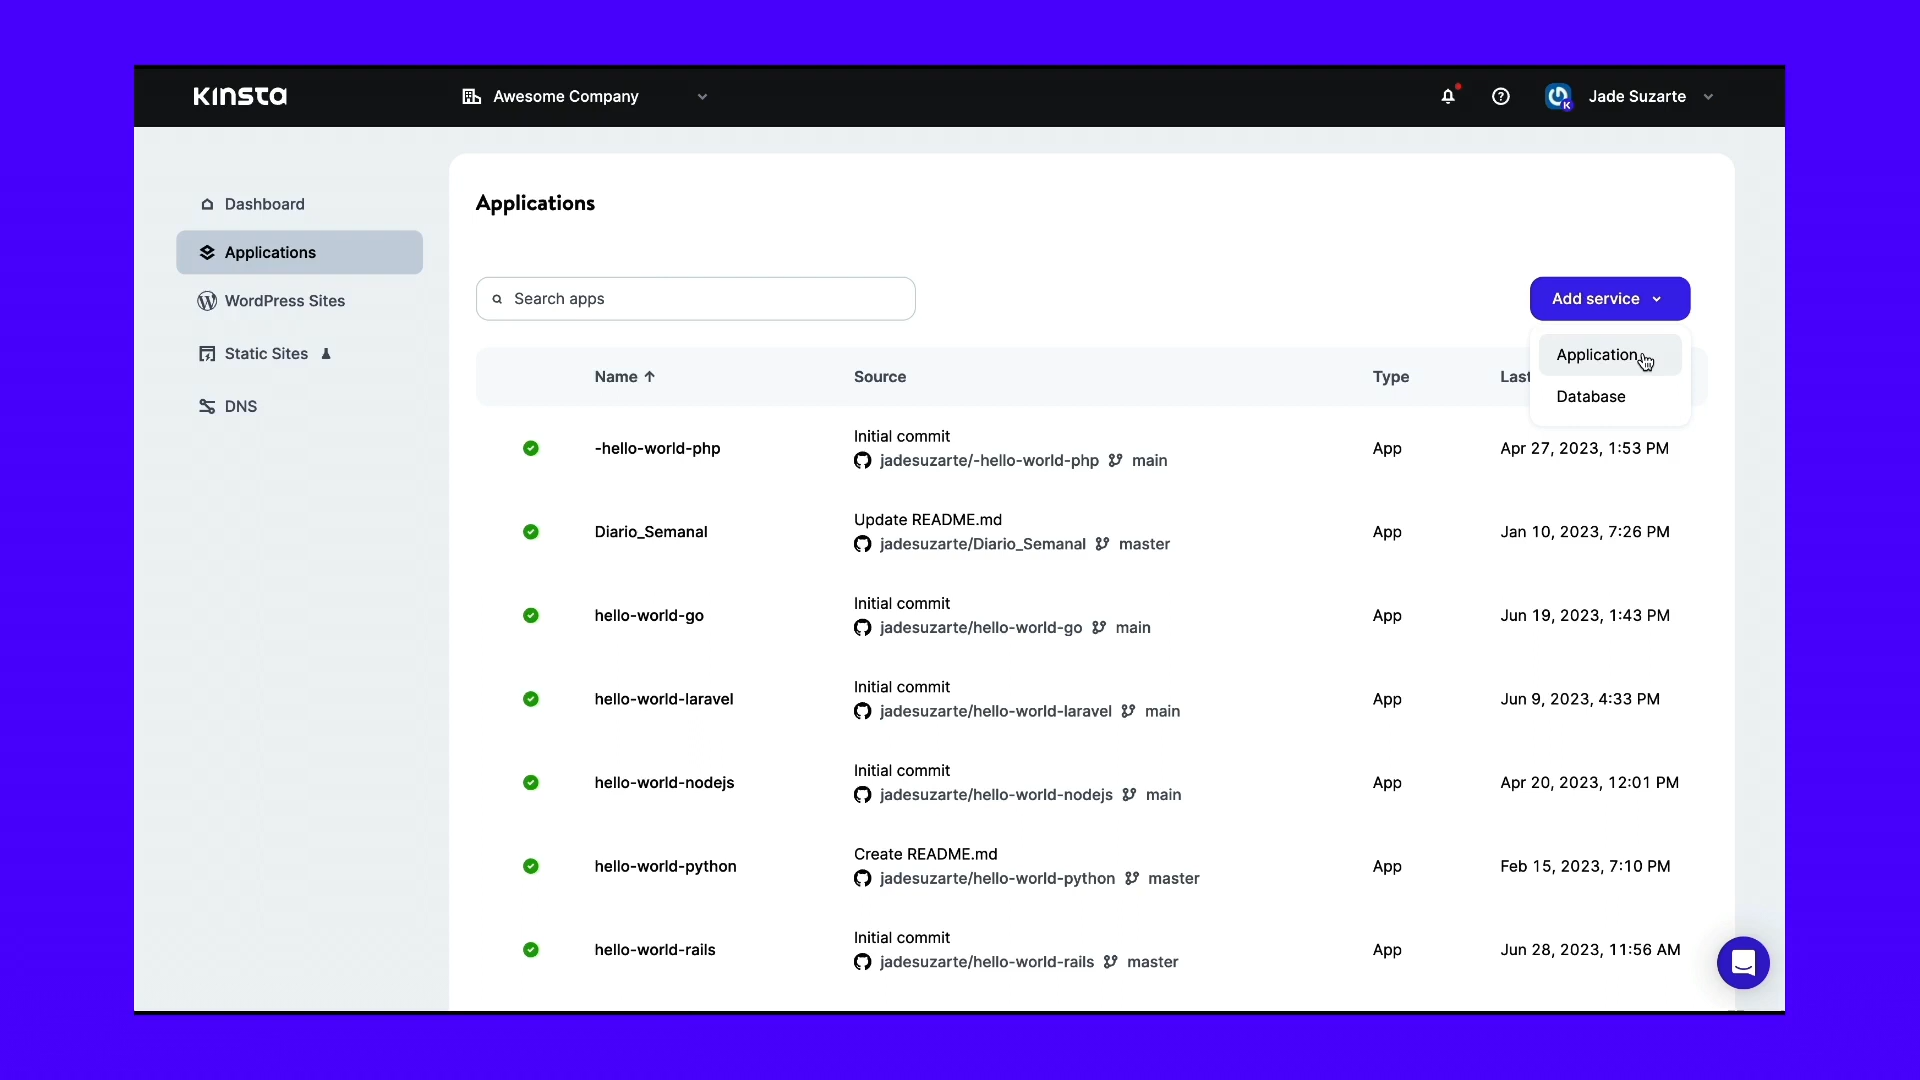 Kinsta
Awesome Company
Jade Suzarte
Dashboard
Applications
WordPress Sites
Static Sites
DNS
Applications
Search apps
Add service
Application
Database
Name ↑ Source Type Last
-hello-world-php
Initial commit
jadesuzarte/-hello-world-php main
App
Apr 27, 2023, 1:53 PM
Diario_Semanal
Update README.md
jadesuzarte/Diario_Semanal master
App
Jan 10, 2023, 7:26 PM
hello-world-go
Initial commit
jadesuzarte/hello-world-go main
App
Jun 19, 2023, 1:43 PM
hello-world-laravel
Initial commit
jadesuzarte/hello-world-laravel main
App
Jun 9, 2023, 4:33 PM
hello-world-nodejs
Initial commit
jadesuzarte/hello-world-nodejs main
App
Apr 20, 2023, 12:01 PM
hello-world-python
Create README.md
jadesuzarte/hello-world-python master
App
Feb 15, 2023, 7:10 PM
hello-world-rails
Initial commit
jadesuzarte/hello-world-rails master
App
Jun 28, 2023, 11:56 AM